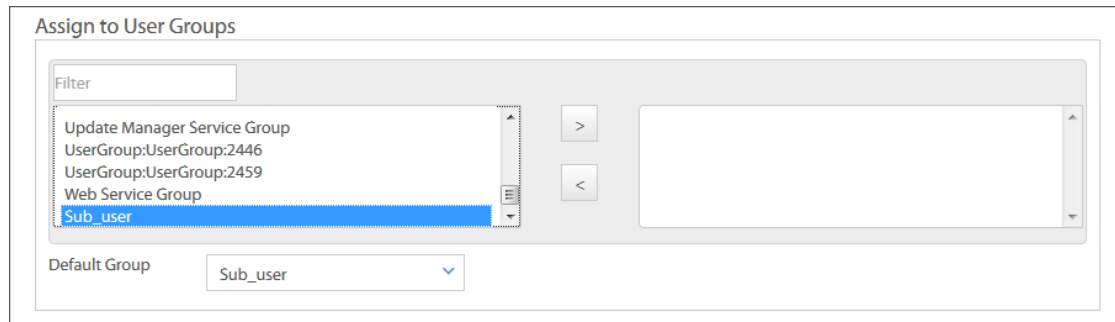 Assign to User Groups
Filter
Update Manager Service Group
UserGroup:UserGroup:2446
UserGroup:UserGroup:2459
Web Service Group
Sub_user
>
<
Default Group
Sub_user